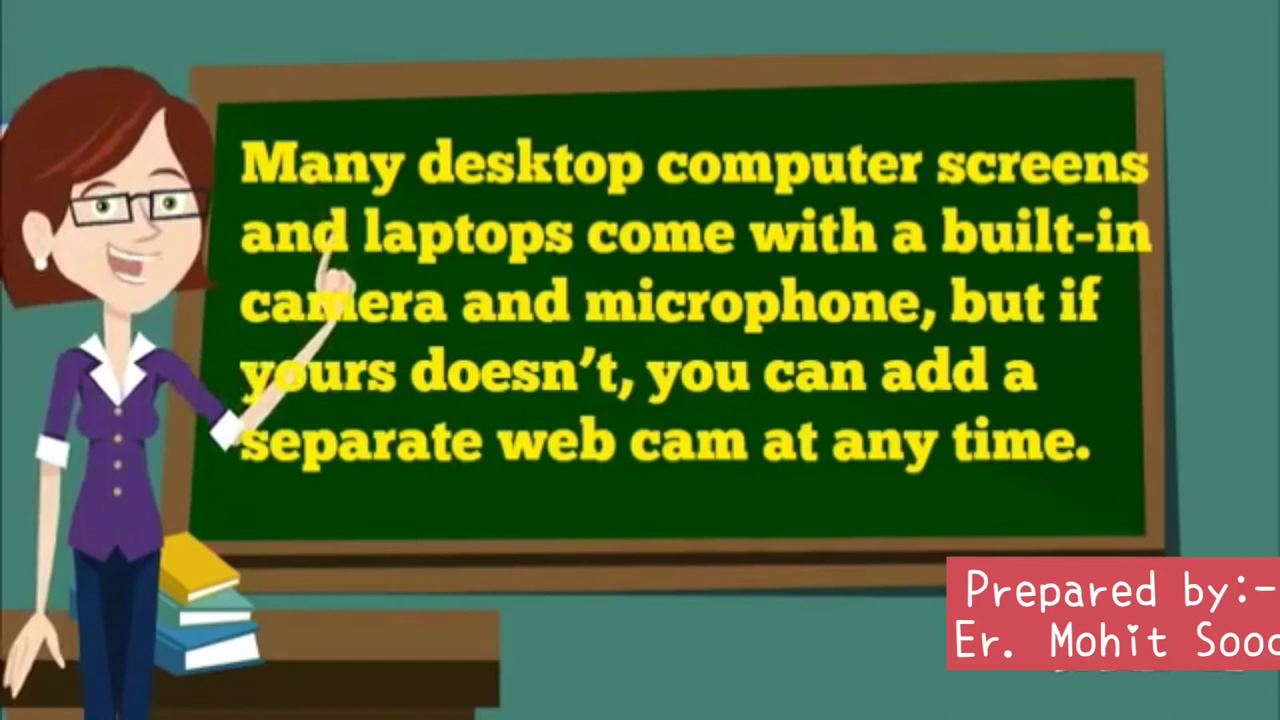 Many desktop computer screens
and laptops come with a built-in
camera and microphone, but if
yours doesn't, you can add a
separate web cam at any time.
Prepared by:-
Er. Mohit Sood